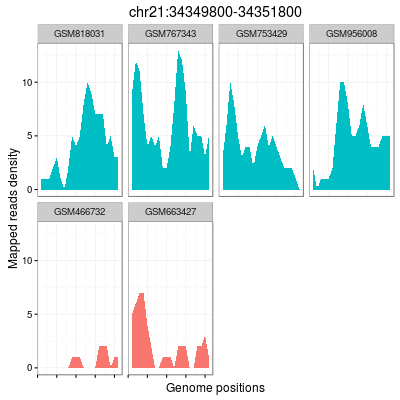 chr21:34349800-34351800
GSM818031 GSM767343 GSM753429 GSM956008
10
5
0
Mapped reads density
GSM466732 GSM663427
10
5
0
Genome positions